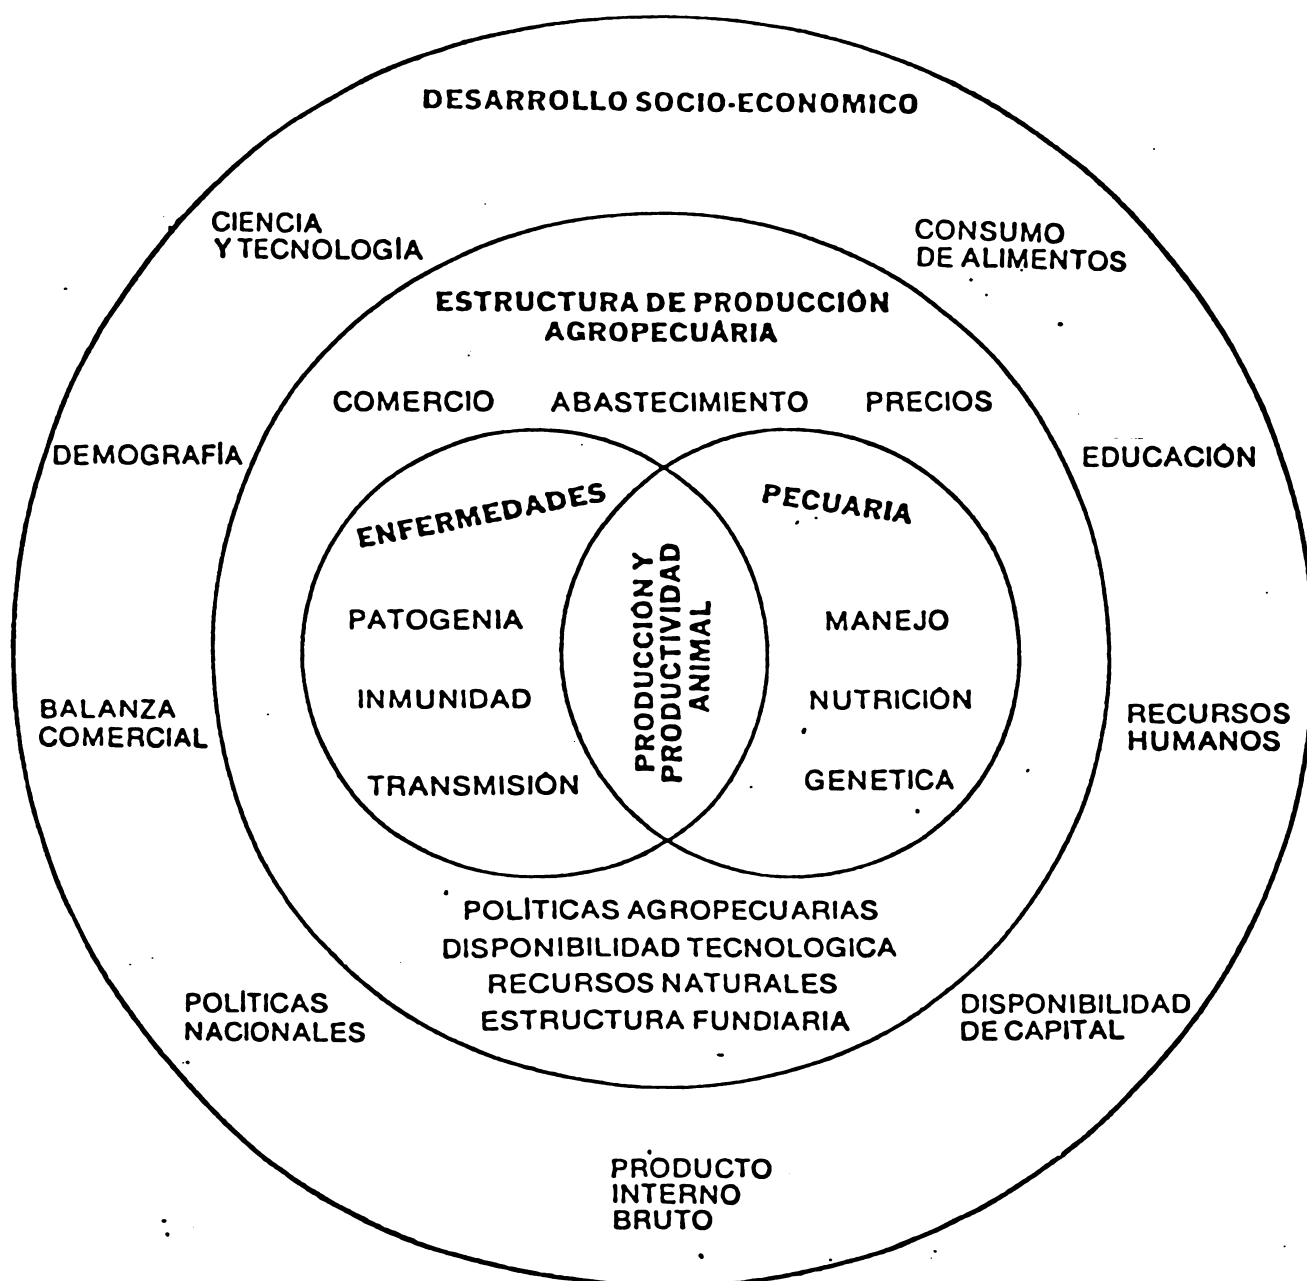 DESARROLLO SOCIO-ECONOMICO
CIENCIA
Y TECNOLOGÍA
CONSUMO
DE ALIMENTOS
ESTRUCTURA DE PRODUCCIÓN
AGROPECUÁRIA
COMERCIO
ABASTECIMIENTO
PRECIOS
DEMOGRAFÍA
EDUCACIÓN
ENFERMEDADES
PATOGENIA
INMUNIDAD
TRANSMISIÓN
PRODUCCIÓN Y
PRODUCTIVIDAD
ANIMAL
PECUARIA
MANEJO
NUTRICIÓN
GENETICA
BALANZA
COMERCIAL
RECURSOS
HUMANOS
POLÍTICAS AGROPECUARIAS
DISPONIBILIDAD TECNOLOGICA
RECURSOS NATURALES
ESTRUCTURA FUNDIARIA
POLÍTICAS
NACIONALES
DISPONIBILIDAD
DE CAPITAL
PRODUCTO
INTERNO
BRUTO